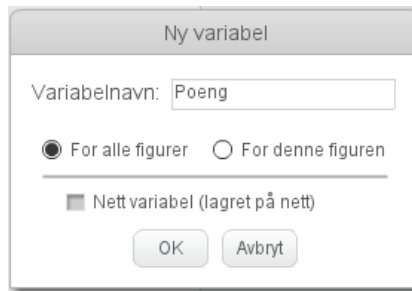 Ny variabel
Variabelnavn: Poeng
For alle figurer For denne figuren
Nett variabel (lagret på nett)
OK Avbryt